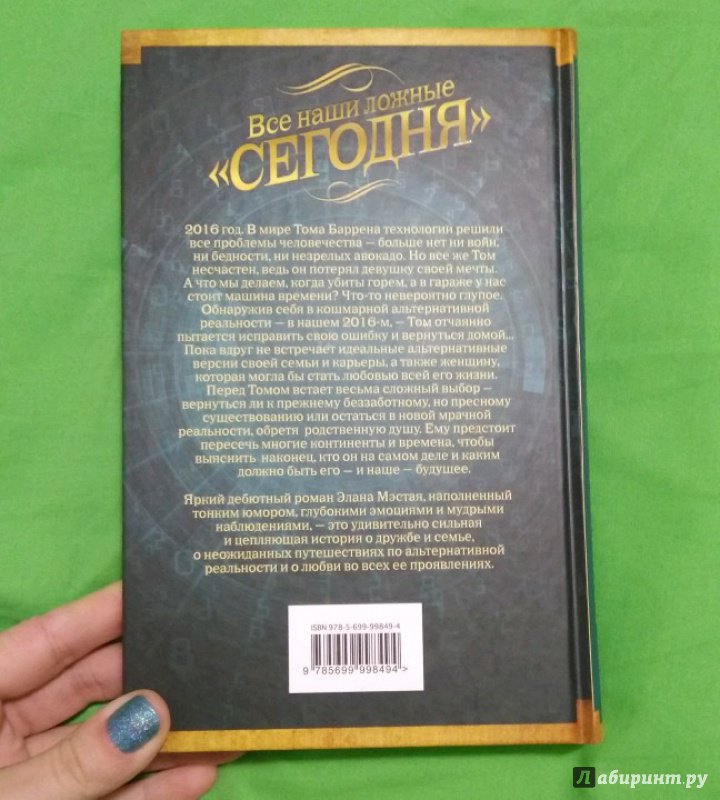 Все наши ложные
«СЕГОДНЯ»
2016 год. В мире Тома Баррена технологии решили
все проблемы человечества – больше нет ни войн,
ни бедности, ни незрелых авокадо. Но все же Том
несчастен, ведь он потерял девушку своей мечты.
А что мы делаем, когда убиты горем, а в гараже у нас
стоит машина времени? Что-то невероятно глупое.
Обнаружив себя в кошмарной альтернативной
реальности – в нашем 2016-м, – Том отчаянно
пытается исправить свою ошибку и вернуться домой...
Пока вдруг не встречает идеальные альтернативные
версии своей семьи и карьеры, а также женщину,
которая могла бы стать любовью всей его жизни.
Перед Томом встает весьма сложный выбор –
вернуться ли к прежнему беззаботному, но пресному
существованию или остаться в новой мрачной
реальности, обретя родственную душу. Ему предстоит
пересечь многие континенты и времена, чтобы
выяснить наконец, кто он на самом деле и каким
должно быть его – и наше – будущее.
Яркий дебютный роман Элана Мэстая, наполненный
тонким юмором, глубокими эмоциями и мудрыми
наблюдениями, – это удивительно сильная
и цепляющая история о дружбе и семье,
о неожиданных путешествиях по альтернативной
реальности и о любви во всех ее проявлениях.
ISBN 978-5-699-99849-4
9 785699 998494 >
Лабиринт.ру